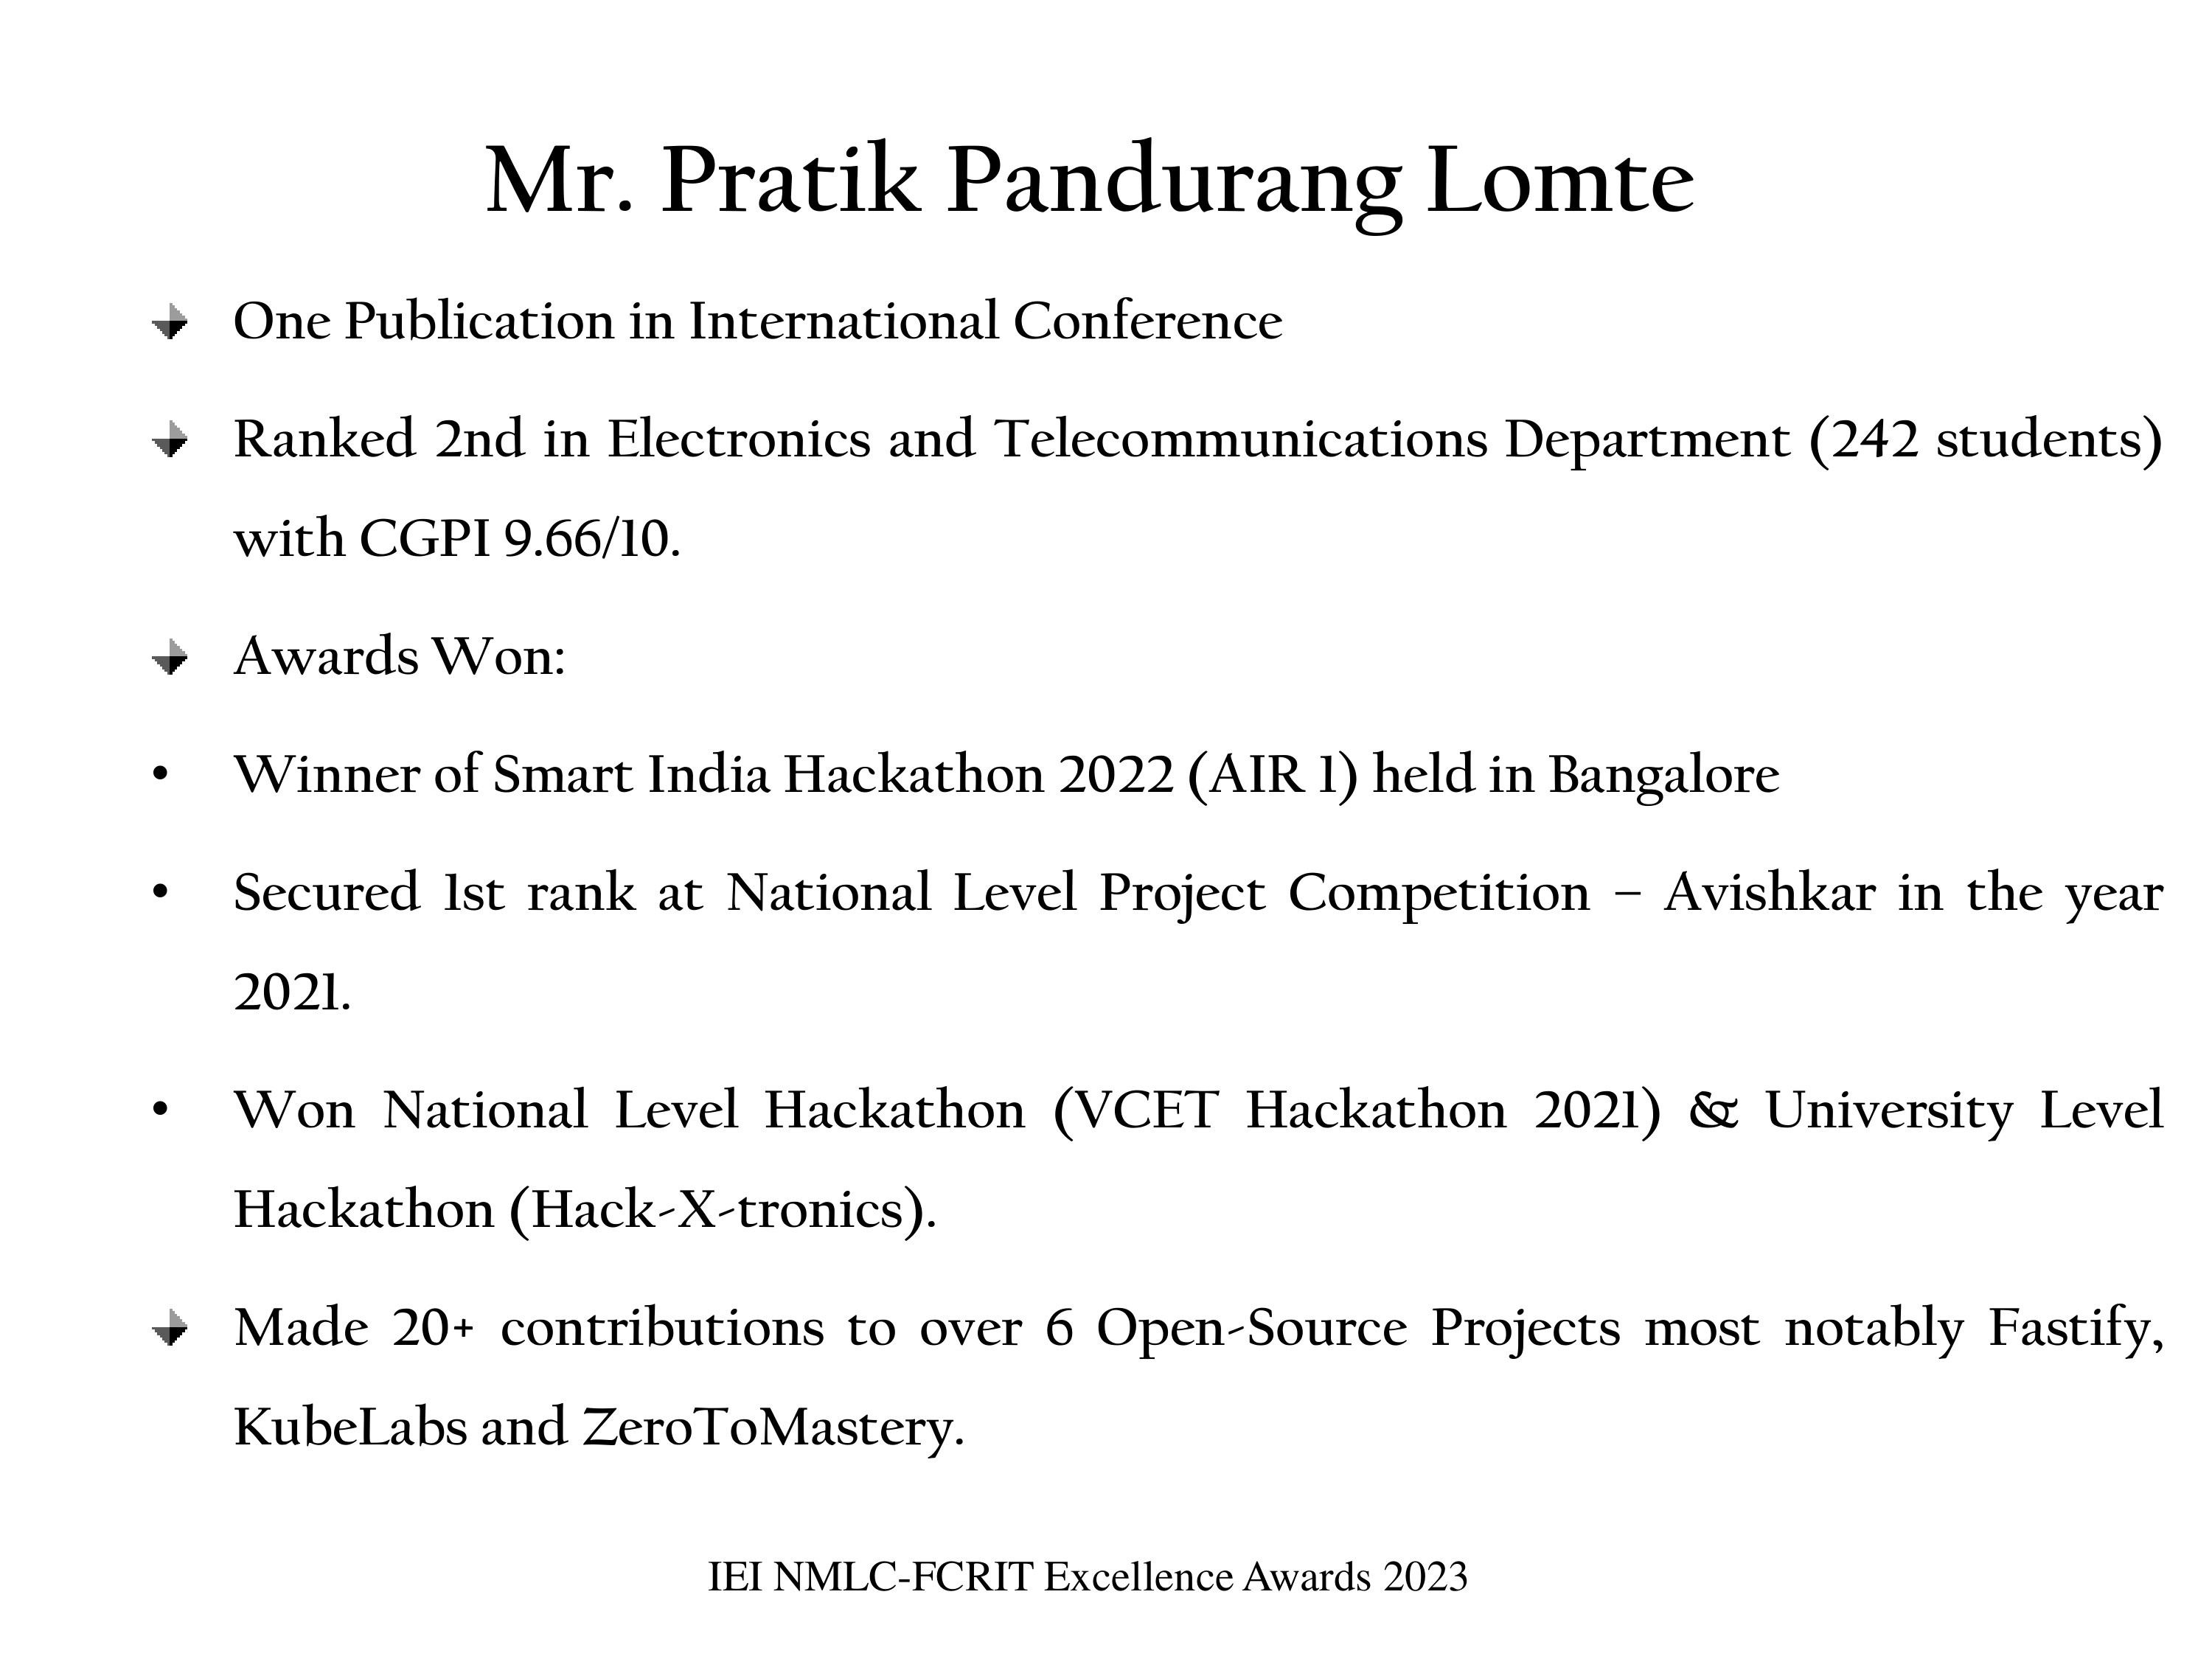 Mr. Pratik Pandurang Lomte
One Publication in International Conference
Ranked 2nd in Electronics and Telecommunications Department (242 students)
with CGPI 9.66/10.
Awards Won:
• Winner of Smart India Hackathon 2022 (AIR 1) held in Bangalore
• Secured 1st rank at National Level Project Competition – Avishkar in the year
2021.
• Won National Level Hackathon (VCET Hackathon 2021) & University Level
Hackathon (Hack-X-tronics).
Made 20+ contributions to over 6 Open-Source Projects most notably Fastify,
KubeLabs and ZeroToMastery.
IEI NMLC-FCRIT Excellence Awards 2023